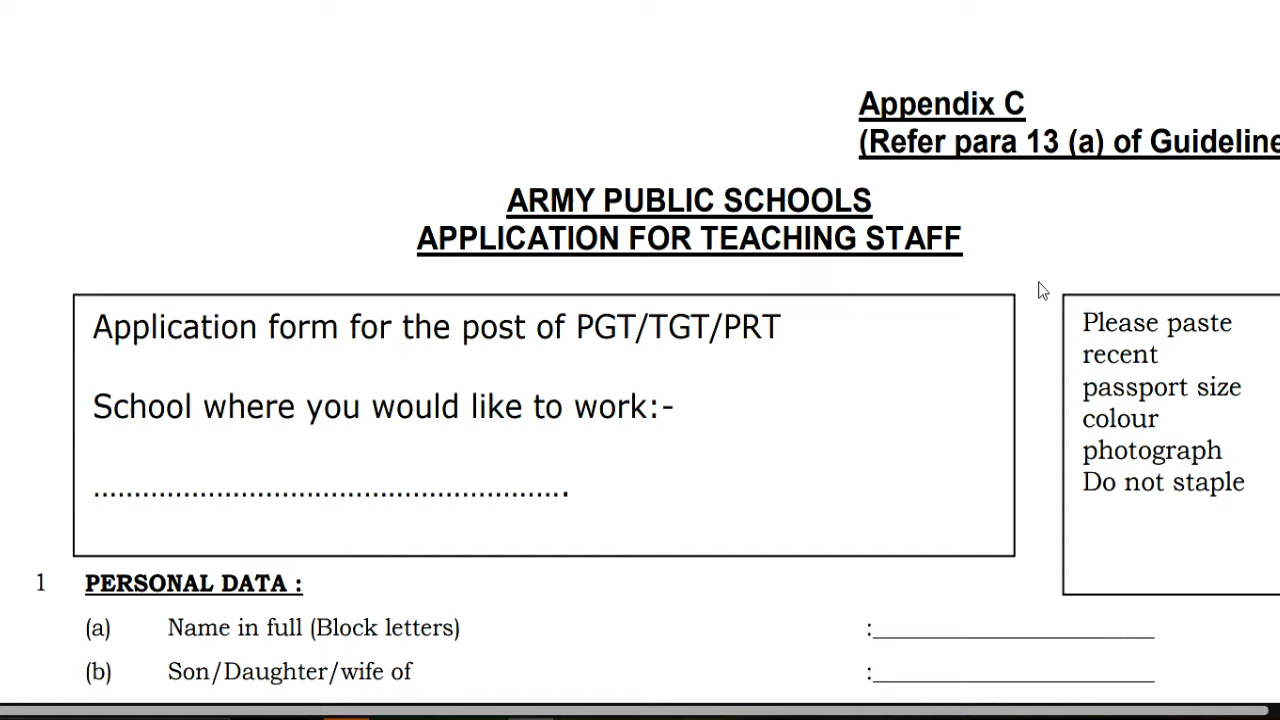 Appendix C
(Refer para 13 (a) of Guideline
ARMY PUBLIC SCHOOLS
APPLICATION FOR TEACHING STAFF
Application form for the post of PGT/TGT/PRT
School where you would like to work:-
...........................................................
Please paste
recent
passport size
colour
photograph
Do not staple
1 PERSONAL DATA :
(a) Name in full (Block letters) :_______________________
(b) Son/Daughter/wife of :_______________________